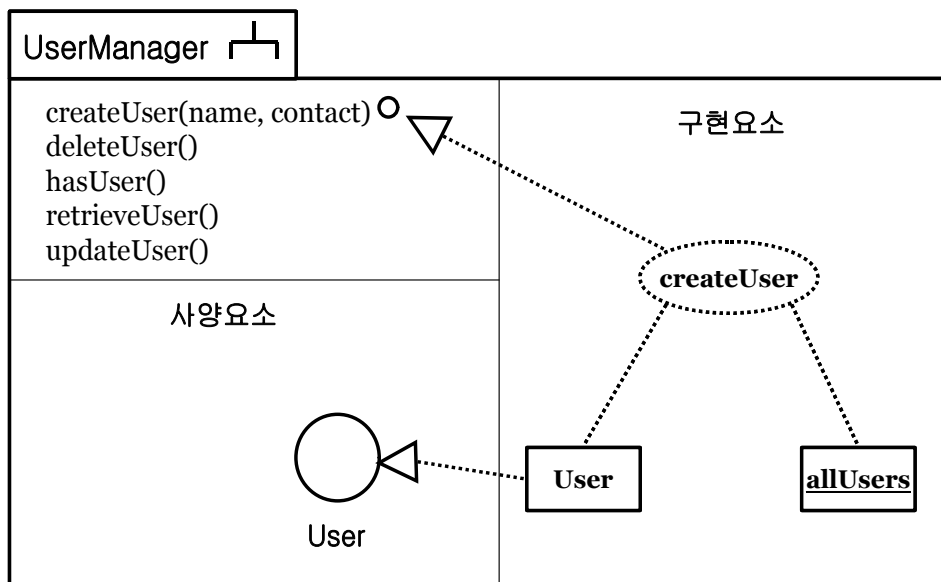 UserManager
createUser(name, contact)
deleteUser()
hasUser()
retrieveUser()
updateUser()
구현요소
createUser
사양요소
User
allUsers
User